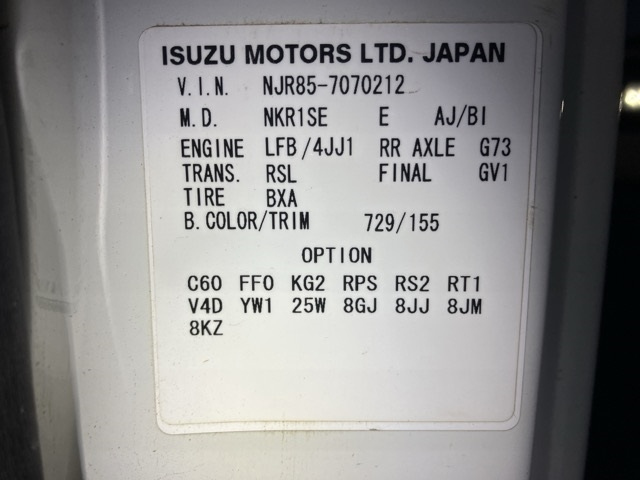 ISUZU MOTORS LTD. JAPAN
V.I.N. NJR85-7070212
M.D. NKR1SE E AJ/BI
ENGINE LFB/4JJ1 RR AXLE G73
TRANS. RSL FINAL GV1
TIRE BXA
B.COLOR/TRIM 729/155
OPTION
C60 FF0 KG2 RPS RS2 RT1
V4D YW1 25W 8GJ 8JJ 8JM
8KZ